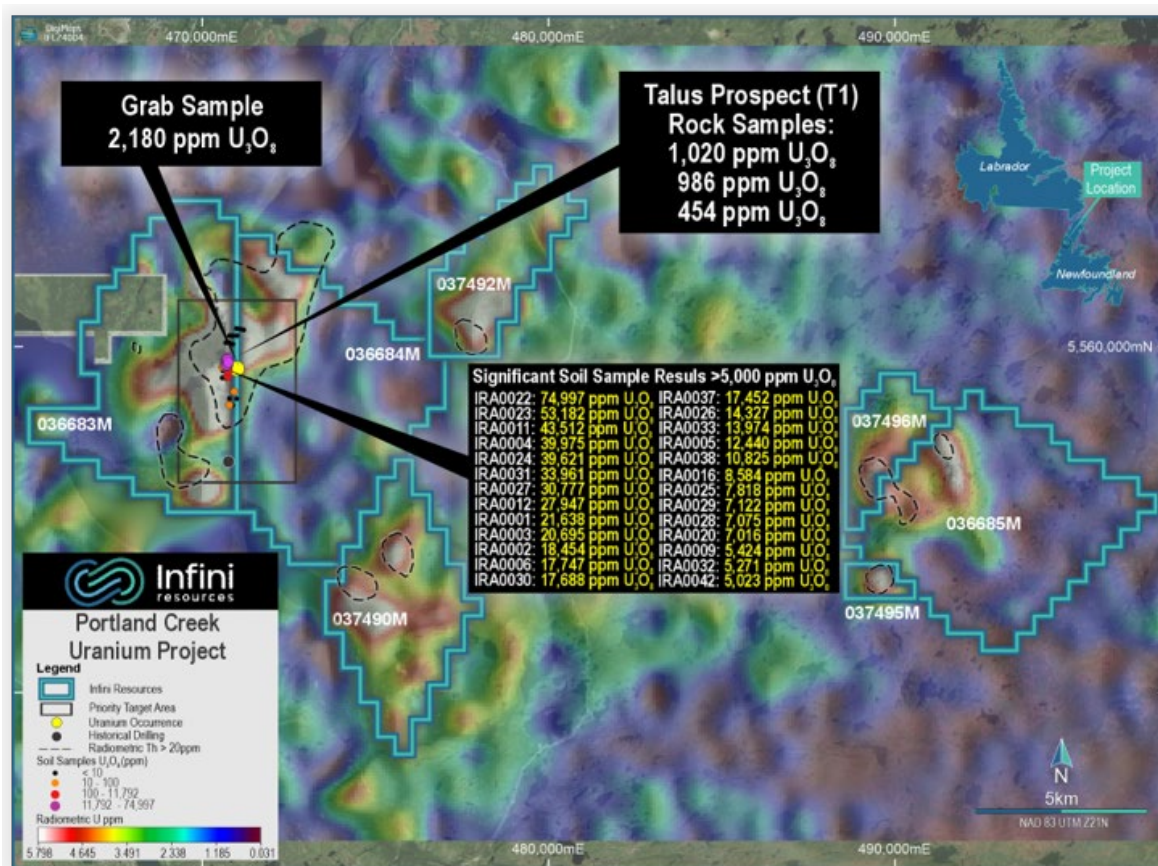 DigiMaps
IFL24004
470,000mE
480,000mE
490,000mE
Grab Sample
2,180 ppm U₃O₈
Talus Prospect (T1)
Rock Samples:
1,020 ppm U₃O₈
986 ppm U₃O₈
454 ppm U₃O₈
Labrador
Project
Location
Newfoundland
037492M
036684M
5,560,000mN
036683M
Significant Soil Sample Resuls >5,000 ppm U₃O₈
IRA0022: 74,997 ppm U₃O₈ IRA0037: 17,452 ppm U₃O₈
IRA0023: 53,182 ppm U₃O₈ IRA0026: 14,327 ppm U₃O₈
IRA0011: 43,512 ppm U₃O₈ IRA0033: 13,974 ppm U₃O₈
IRA0004: 39,975 ppm U₃O₈ IRA0005: 12,440 ppm U₃O₈
IRA0024: 39,621 ppm U₃O₈ IRA0038: 10,825 ppm U₃O₈
IRA0031: 33,961 ppm U₃O₈ IRA0016: 8,584 ppm U₃O₈
IRA0027: 30,777 ppm U₃O₈ IRA0025: 7,818 ppm U₃O₈
IRA0012: 27,947 ppm U₃O₈ IRA0029: 7,122 ppm U₃O₈
IRA0001: 21,638 ppm U₃O₈ IRA0028: 7,075 ppm U₃O₈
IRA0003: 20,695 ppm U₃O₈ IRA0020: 7,016 ppm U₃O₈
IRA0002: 18,454 ppm U₃O₈ IRA0009: 5,424 ppm U₃O₈
IRA0006: 17,747 ppm U₃O₈ IRA0032: 5,271 ppm U₃O₈
IRA0030: 17,688 ppm U₃O₈ IRA0042: 5,023 ppm U₃O₈
037496M
036685M
037495M
037490M
Infini
resources
Portland Creek
Uranium Project
Legend
Infini Resources
Priority Target Area
Uranium Occurrence
Historical Drilling
Radiometric Th > 20ppm
Soil Samples U₃O₈(ppm)
< 10
10 - 100
100 - 11,792
11,792 - 74,997
Radiometric U ppm
5.798 4.645 3.491 2.338 1.185 0.031
N
5km
NAD 83 UTM Z21N
480,000mE
490,000mE